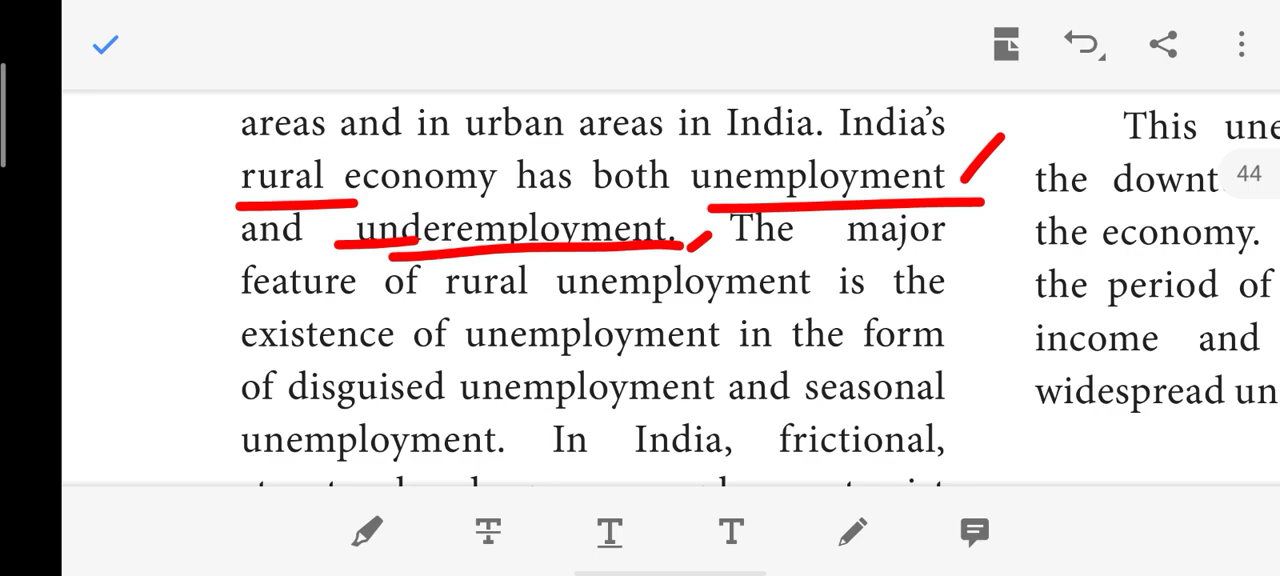 areas and in urban areas in India. India’s
rural economy has both unemployment
and underemployment. The major
feature of rural unemployment is the
existence of unemployment in the form
of disguised unemployment and seasonal
unemployment. In India, frictional,
This
the
the economy.
the period of
income and
widespread
44